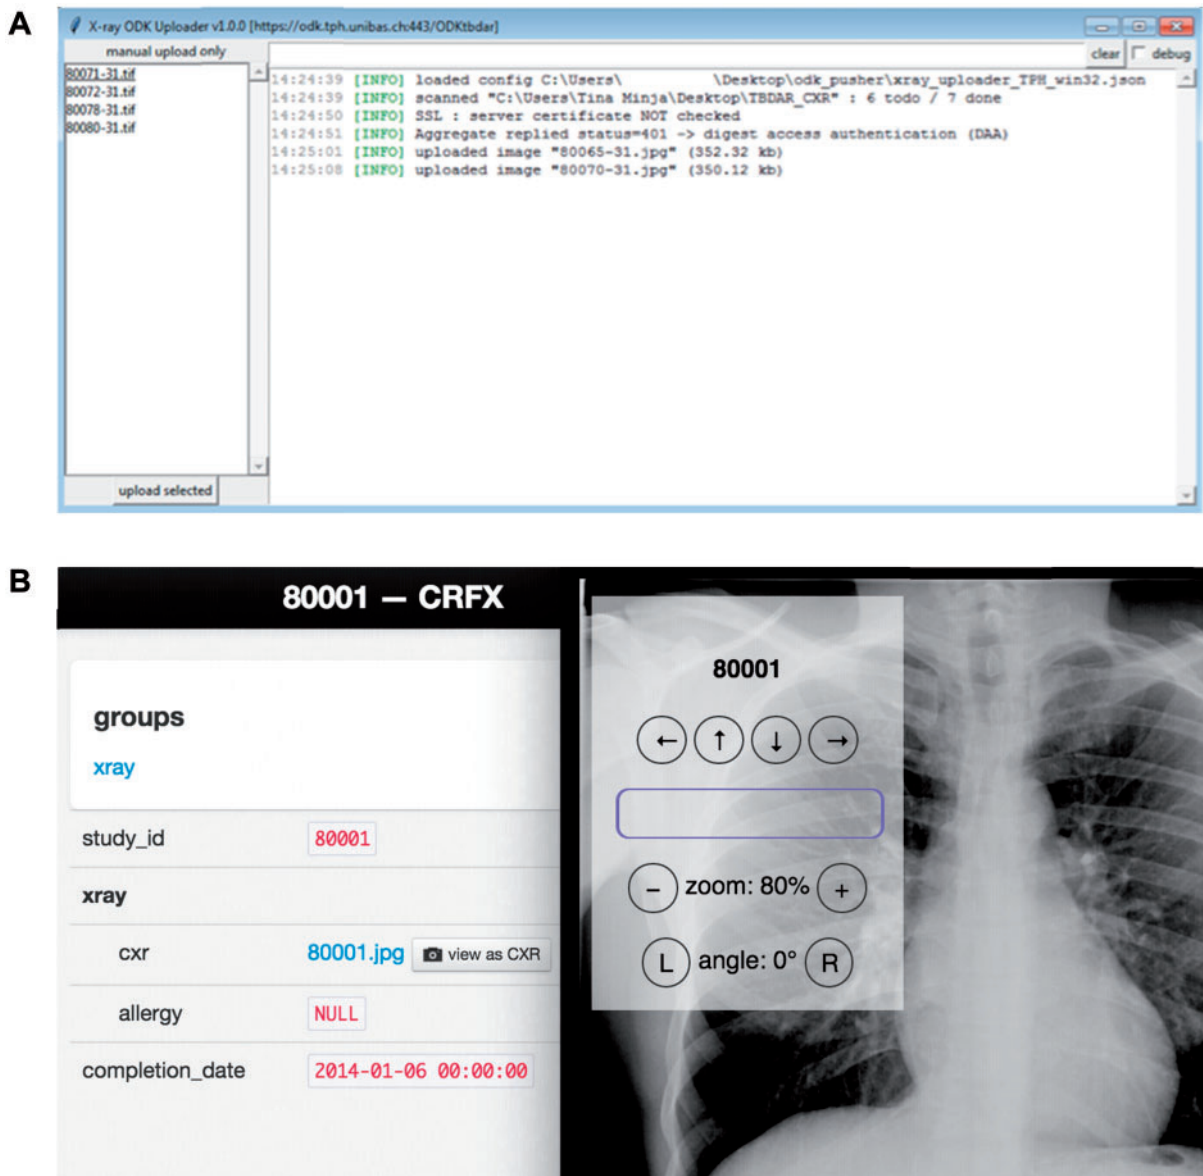 A
X-ray ODK Uploader v1.0.0 [https://odk.tph.unibas.ch:443/ODKtbdar]
manual upload only
clear
debug
80071-31.tif
80072-31.tif
80078-31.tif
80080-31.tif
14:24:39 [INFO] loaded config C:\Users\ \Desktop\odk_pusher\xray_uploader_TPH_win32.json
14:24:39 [INFO] scanned "C:\Users\Tina Minja\Desktop\TBDAR_CXR" : 6 todo / 7 done
14:24:50 [INFO] SSL : server certificate NOT checked
14:24:51 [INFO] Aggregate replied status=401 -> digest access authentication (DAA)
14:25:01 [INFO] uploaded image "80065-31.jpg" (352.32 kb)
14:25:08 [INFO] uploaded image "80070-31.jpg" (350.12 kb)
upload selected
B
80001 — CRFX
groups
xray
study_id 80001
xray
cxr 80001.jpg view as CXR
allergy NULL
completion_date 2014-01-06 00:00:00
80001
← ↑ ↓ →
− zoom: 80% +
L angle: 0° R